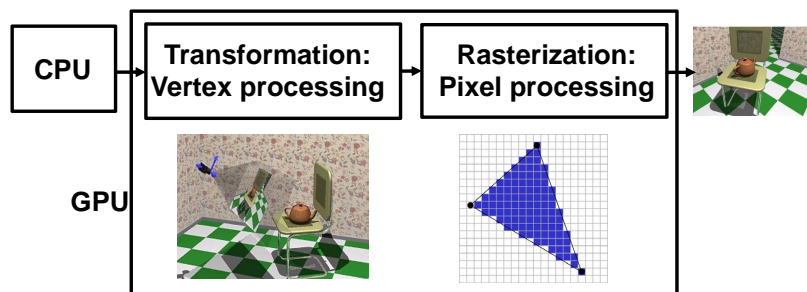 CPU
Transformation:
Vertex processing
Rasterization:
Pixel processing
GPU